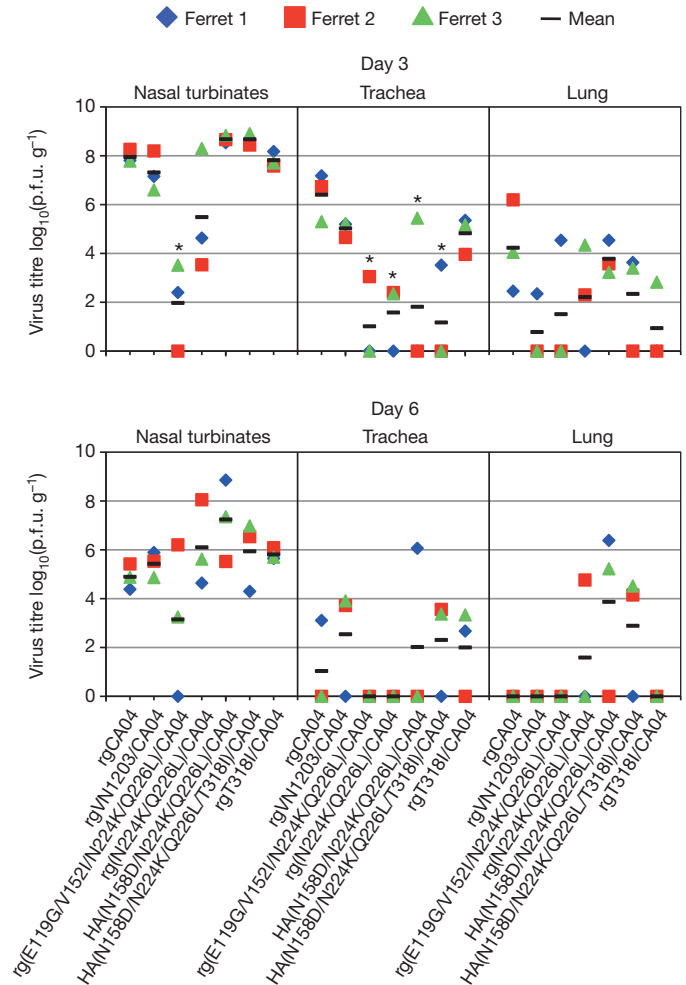 Ferret 1 Ferret 2 Ferret 3 Mean
Day 3
Nasal turbinates Trachea Lung
Virus titre log10(p.f.u. g−1)
10
8
6
4
2
0
* * * * *
Day 6
Nasal turbinates Trachea Lung
Virus titre log10(p.f.u. g−1)
10
8
6
4
2
0
rgCA04
rgVN1203/CA04
rg(E119G/V152I/N224K/Q226L)/CA04
rg(N224K/Q226L)/CA04
HA(N158D/N224K/Q226L)/CA04
HA(N158D/N224K/Q226L/T318I)/CA04
rgT318I/CA04
rgCA04
rgVN1203/CA04
rg(E119G/V152I/N224K/Q226L)/CA04
rg(N224K/Q226L)/CA04
HA(N158D/N224K/Q226L)/CA04
HA(N158D/N224K/Q226L/T318I)/CA04
rgT318I/CA04
rgCA04
rgVN1203/CA04
rg(E119G/V152I/N224K/Q226L)/CA04
rg(N224K/Q226L)/CA04
HA(N158D/N224K/Q226L)/CA04
HA(N158D/N224K/Q226L/T318I)/CA04
rgT318I/CA04